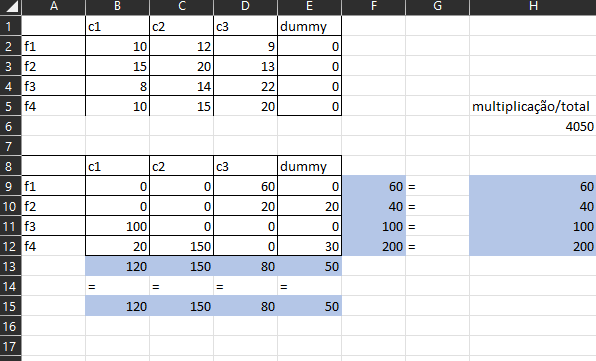 A B C D E F G H
1 c1 c2 c3 dummy
2 f1 10 12 9 0
3 f2 15 20 13 0
4 f3 8 14 22 0
5 f4 10 15 20 0 multiplicação/total
6 4050
7
8 c1 c2 c3 dummy
9 f1 0 0 60 0 60 = 60
10 f2 0 0 20 20 40 = 40
11 f3 100 0 0 0 100 = 100
12 f4 20 150 0 30 200 = 200
13 120 150 80 50
14 = = = =
15 120 150 80 50
16
17